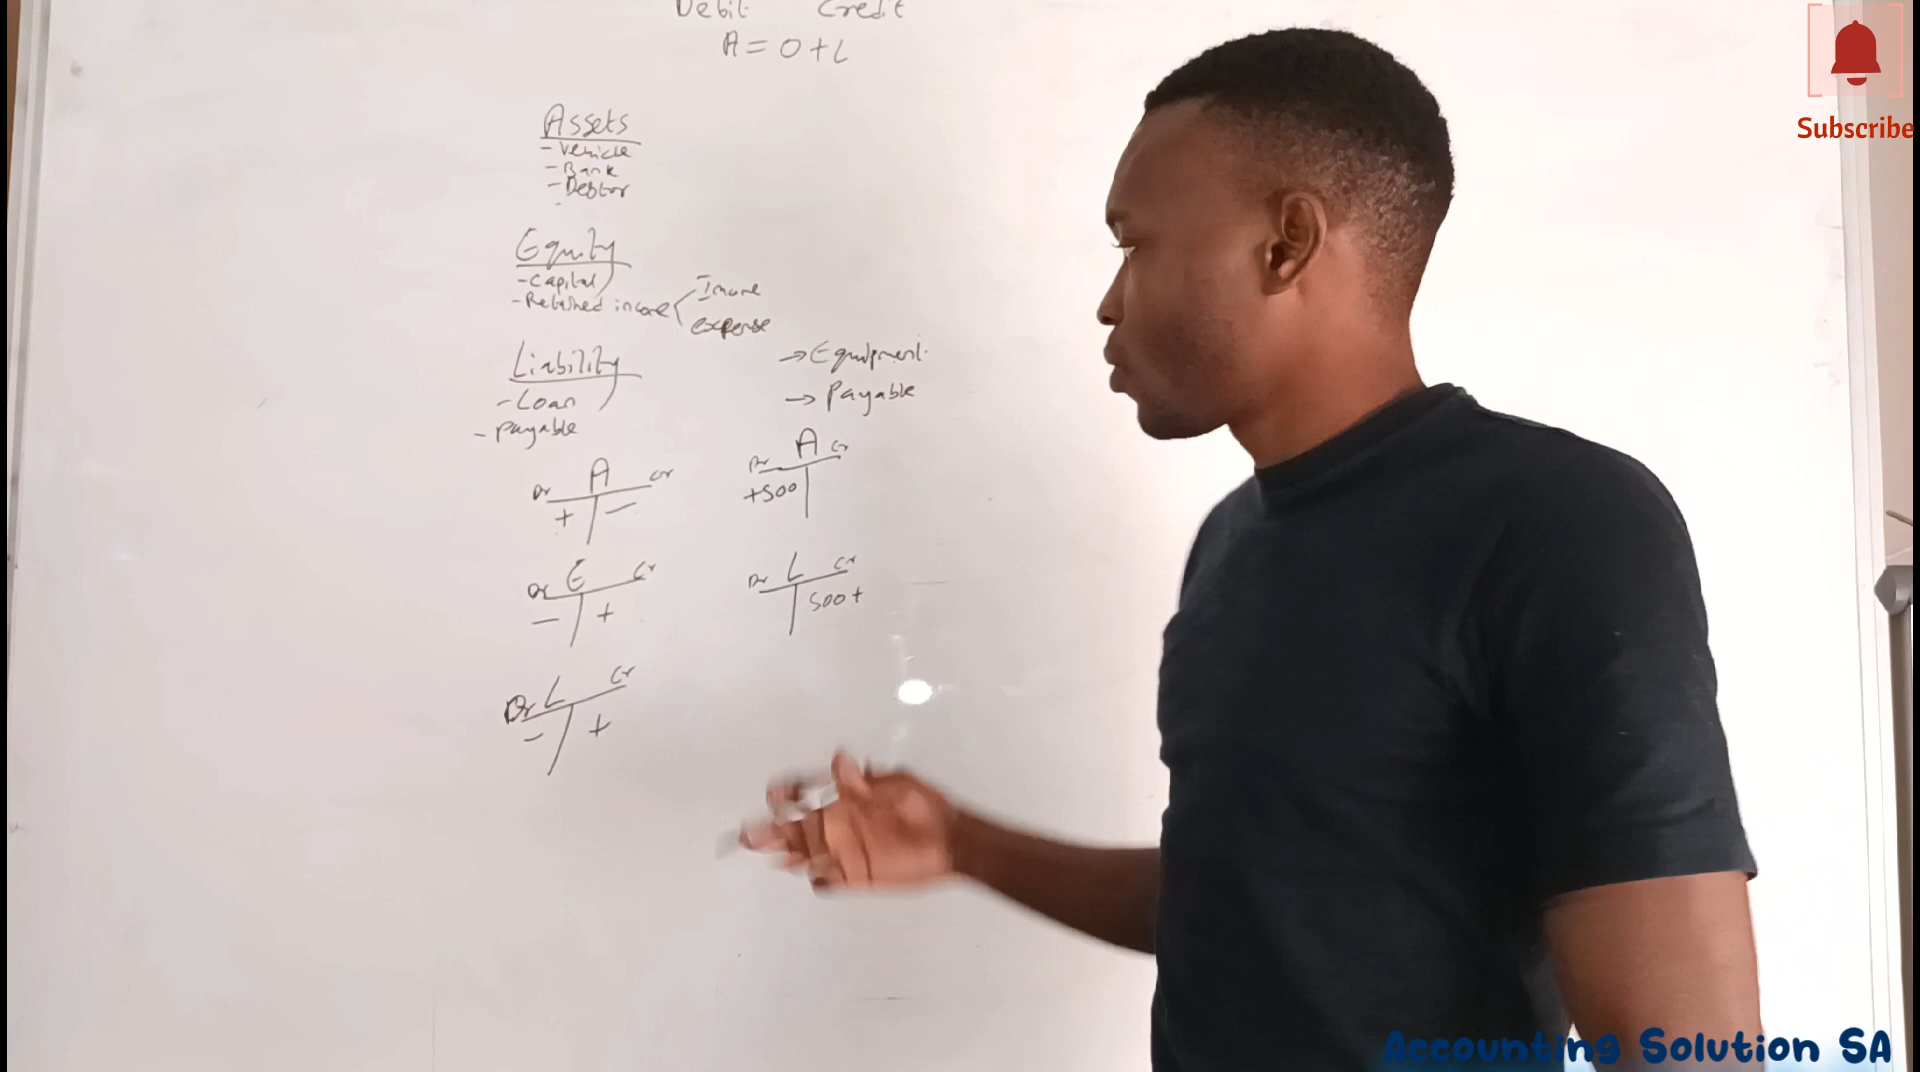 Debit Credit
A = O + L
Assets
- Vehicle
- Bank
- Debtor
Equity
- Capital
- Retained income
Income
expense
Liability
- Loan
- Payable
→ Equipment
→ Payable
Dr A Cr
+ −
Dr E Cr
− +
Dr L Cr
− +
Dr A Cr
+500
Dr L Cr
500+
Subscribe
Accounting Solution SA